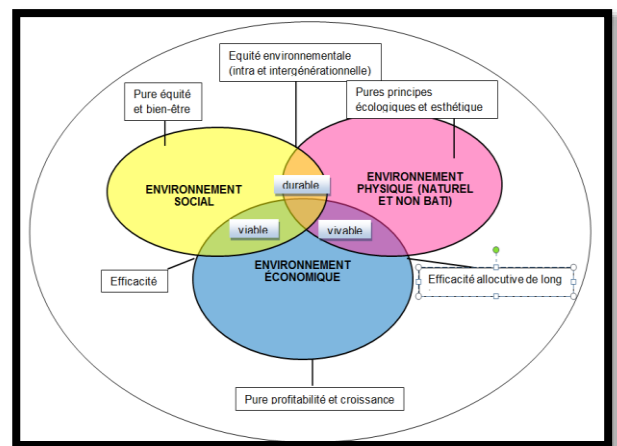 Equité environnementale
(intra et intergénérationnelle)
Pure équité
et bien-être
Pures principes
écologiques et esthétique
ENVIRONNEMENT
SOCIAL
durable
ENVIRONNEMENT
PHYSIQUE (NATUREL
ET NON BATI)
viable
vivable
ENVIRONNEMENT
ÉCONOMIQUE
Efficacité
Efficacité allocutive de long
Pure profitabilité et croissance